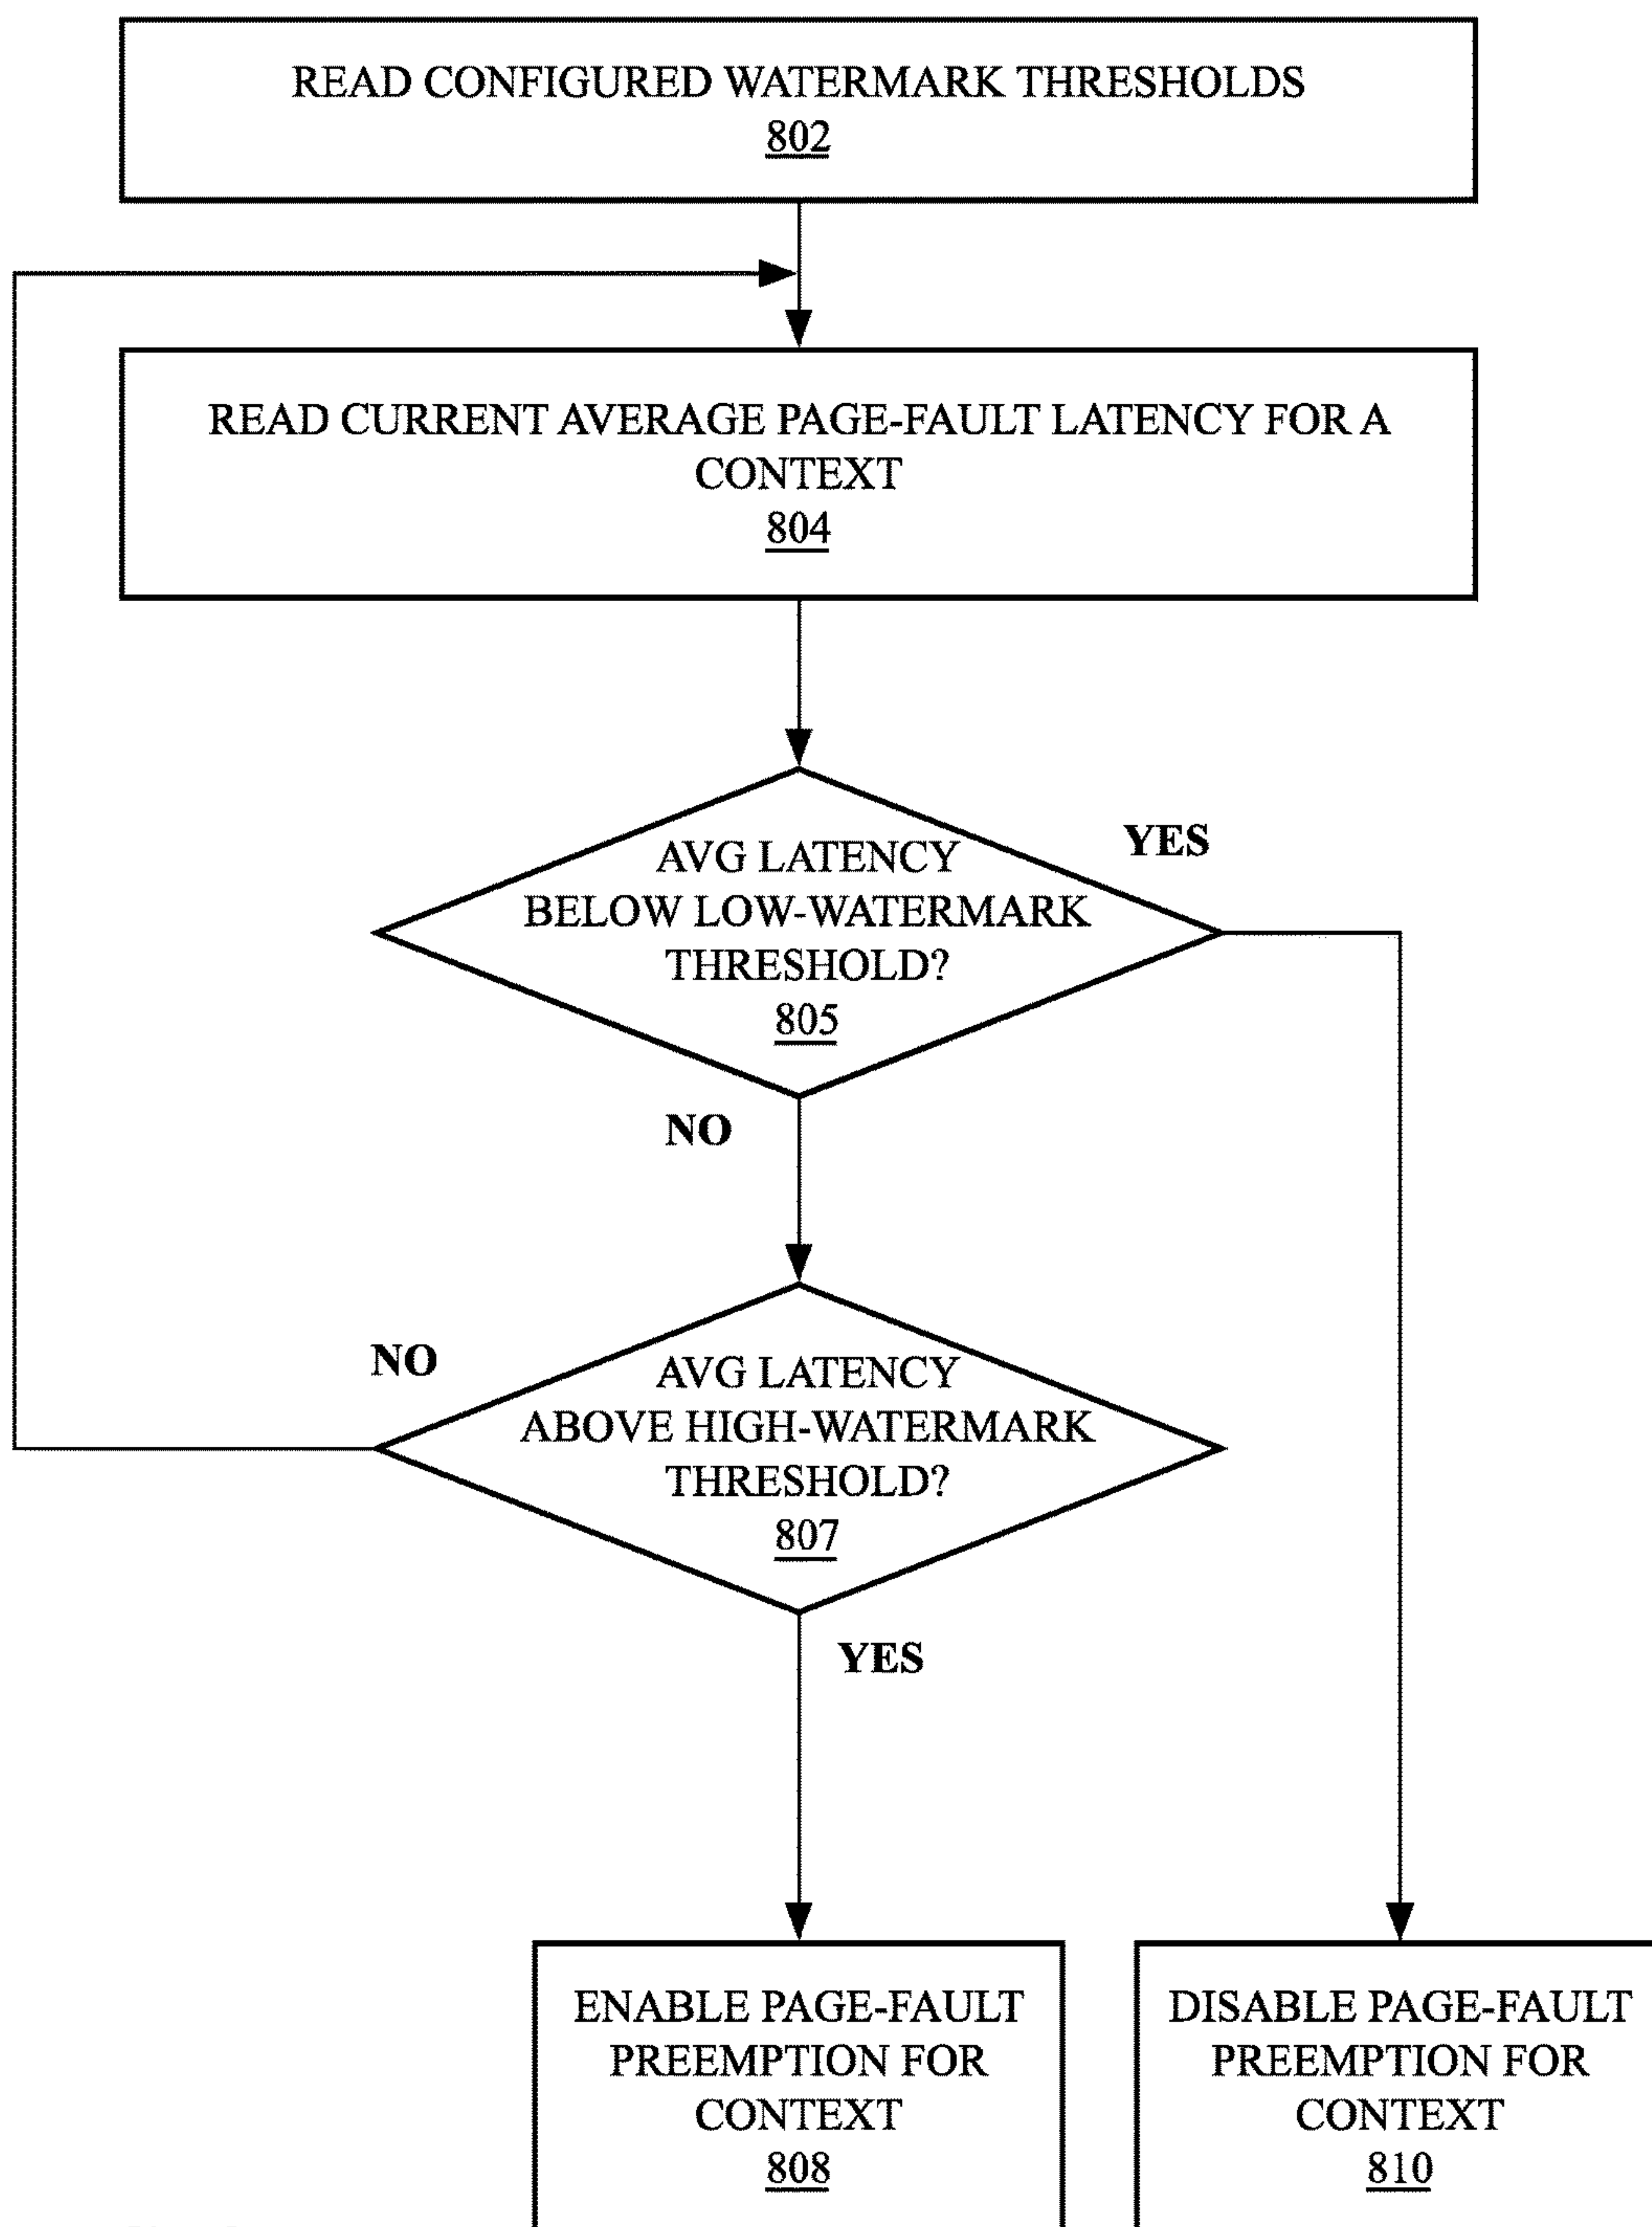 READ CONFIGURED WATERMARK THRESHOLDS
802
READ CURRENT AVERAGE PAGE-FAULT LATENCY FOR A
CONTEXT
804
AVG LATENCY
BELOW LOW-WATERMARK
THRESHOLD?
805
YES
NO
AVG LATENCY
ABOVE HIGH-WATERMARK
THRESHOLD?
807
NO
YES
ENABLE PAGE-FAULT
PREEMPTION FOR
CONTEXT
808
DISABLE PAGE-FAULT
PREEMPTION FOR
CONTEXT
810